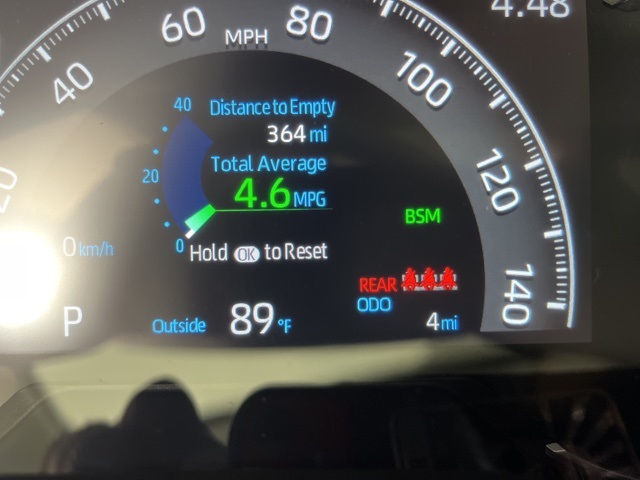 4:48
60
MPH
80
40
100
40
Distance to Empty
364 mi
Total Average
20
4.6 MPG
120
20
BSM
0 km/h
0
Hold OK to Reset
REAR
ODO
140
P
Outside 89 °F
4 mi